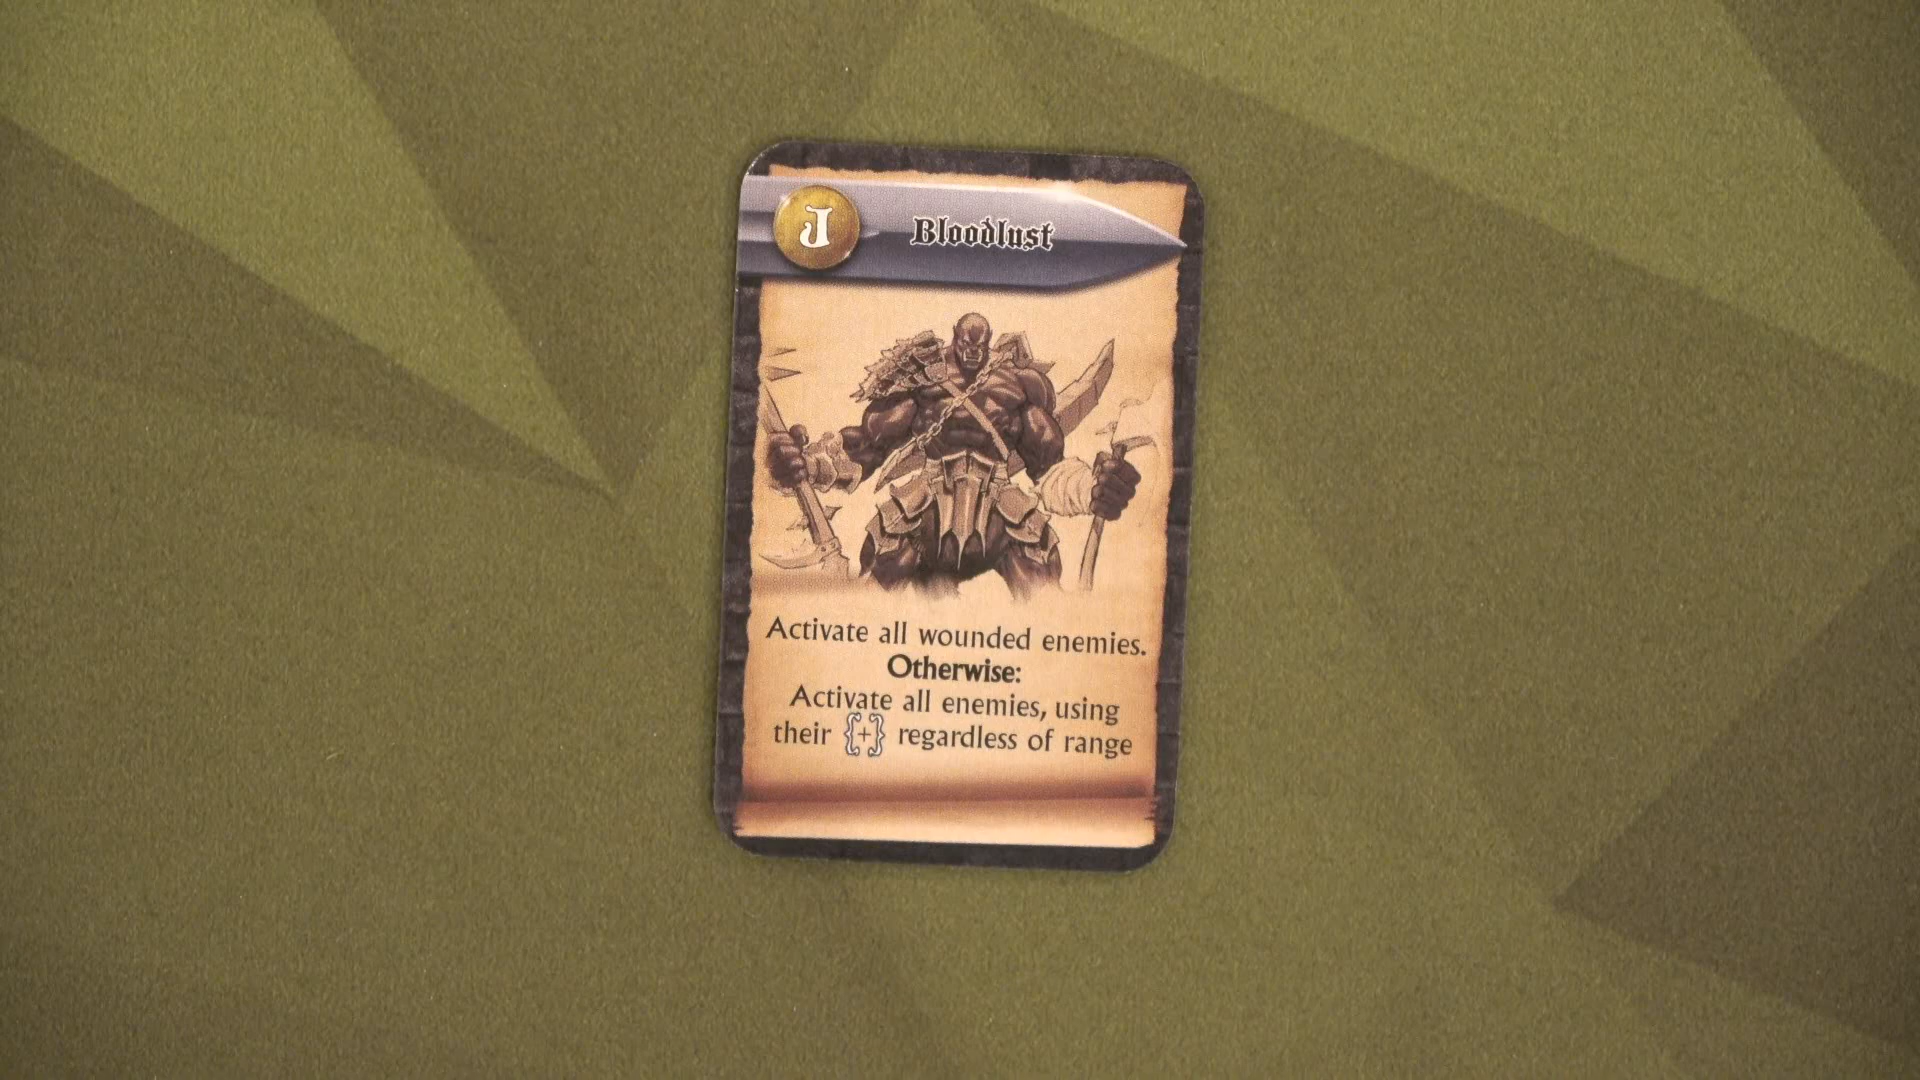 J
Bloodlust
Activate all wounded enemies.
Otherwise:
Activate all enemies, using
their {+} regardless of range